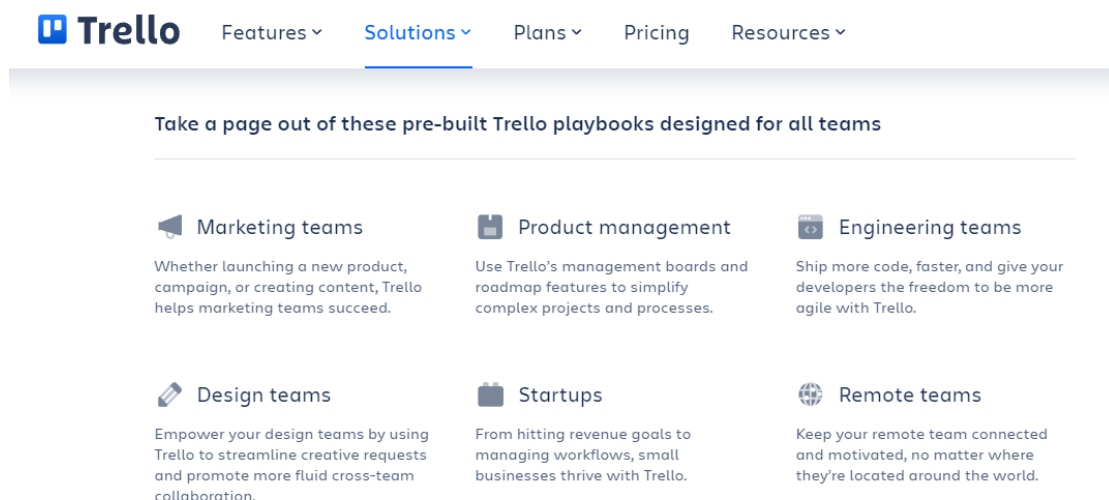 Trello Features Solutions Plans Pricing Resources
Take a page out of these pre-built Trello playbooks designed for all teams
Marketing teams
Whether launching a new product,
campaign, or creating content, Trello
helps marketing teams succeed.
Product management
Use Trello's management boards and
roadmap features to simplify
complex projects and processes.
Engineering teams
Ship more code, faster, and give your
developers the freedom to be more
agile with Trello.
Design teams
Empower your design teams by using
Trello to streamline creative requests
and promote more fluid cross-team
collaboration.
Startups
From hitting revenue goals to
managing workflows, small
businesses thrive with Trello.
Remote teams
Keep your remote team connected
and motivated, no matter where
they're located around the world.